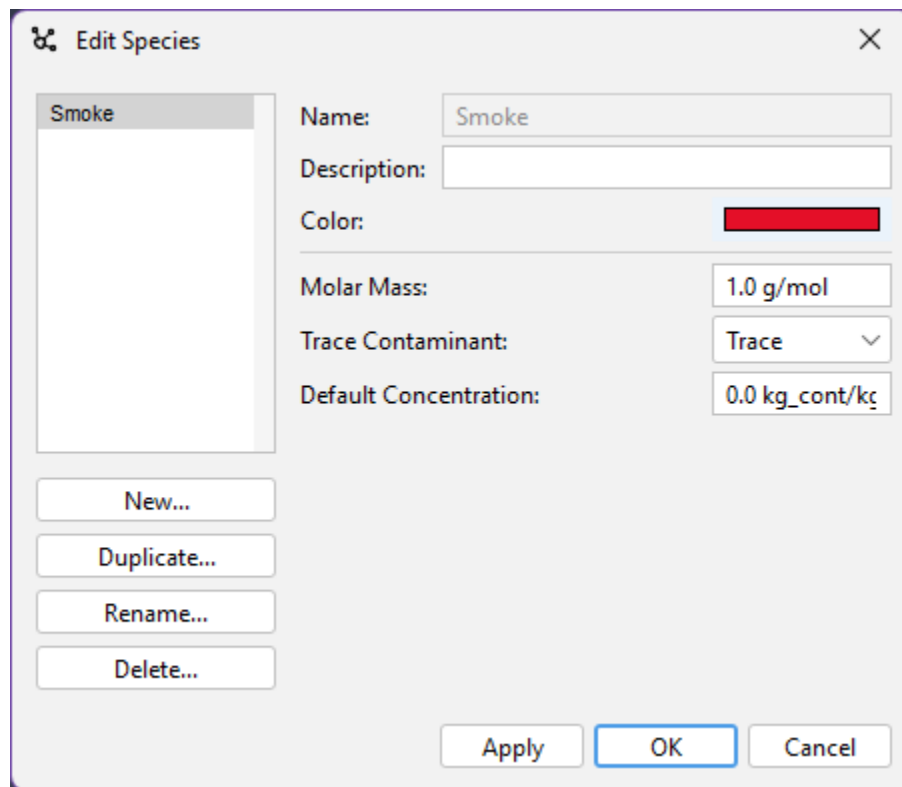 Edit Species
Smoke
Name: Smoke
Description:
Color:
Molar Mass: 1.0 g/mol
Trace Contaminant: Trace
Default Concentration: 0.0 kg_cont/kg
New...
Duplicate...
Rename...
Delete...
Apply OK Cancel